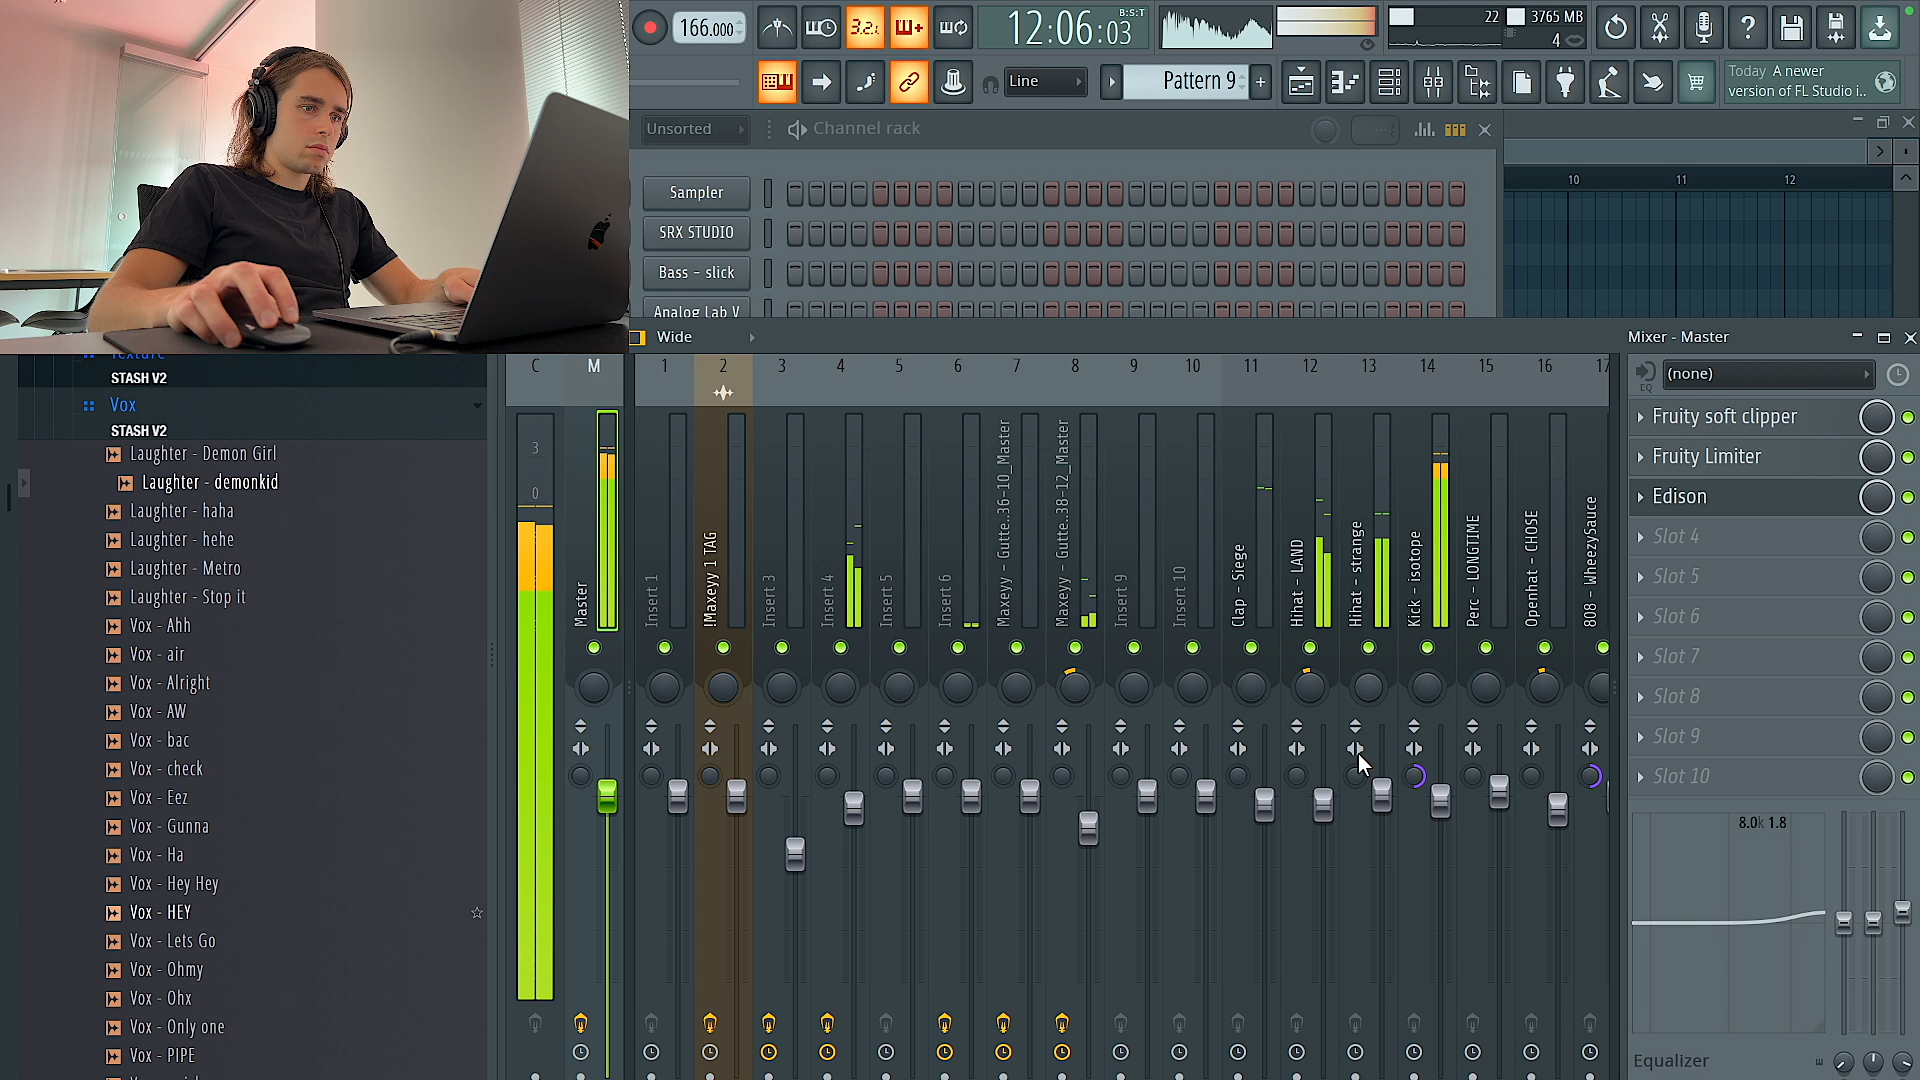 166.000
3.2.
12:06:03
B:S:T
22
3765 MB
4
Line
Pattern 9
Today A newer
version of FL Studio i..
Unsorted
Channel rack
Sampler
SRX STUDIO
Bass - slick
Analog Lab V
10
11
12
Wide
Mixer - Master
Texture
STASH V2
Vox
STASH V2
Laughter - Demon Girl
Laughter - demonkid
Laughter - haha
Laughter - hehe
Laughter - Metro
Laughter - Stop it
Vox - Ahh
Vox - air
Vox - Alright
Vox - AW
Vox - bac
Vox - check
Vox - Eez
Vox - Gunna
Vox - Ha
Vox - Hey Hey
Vox - HEY
Vox - Lets Go
Vox - Ohmy
Vox - Ohx
Vox - Only one
Vox - PIPE
C
M
1
2
3
4
5
6
7
8
9
10
11
12
13
14
15
16
17
3
0
Master
Insert 1
!Maxeyy 1 TAG
Insert 3
Insert 4
Insert 5
Insert 6
Maxeyy - Gutte..36-10_Master
Maxeyy - Gutte..38-12_Master
Insert 9
Insert 10
Clap - Siege
Hihat - LAND
Hihat - strange
Kick - isotope
Perc - LONGTIME
Openhat - CHOSE
808 - WheezySauce
EQ
(none)
Fruity soft clipper
Fruity Limiter
Edison
Slot 4
Slot 5
Slot 6
Slot 7
Slot 8
Slot 9
Slot 10
8.0k 1.8
Equalizer